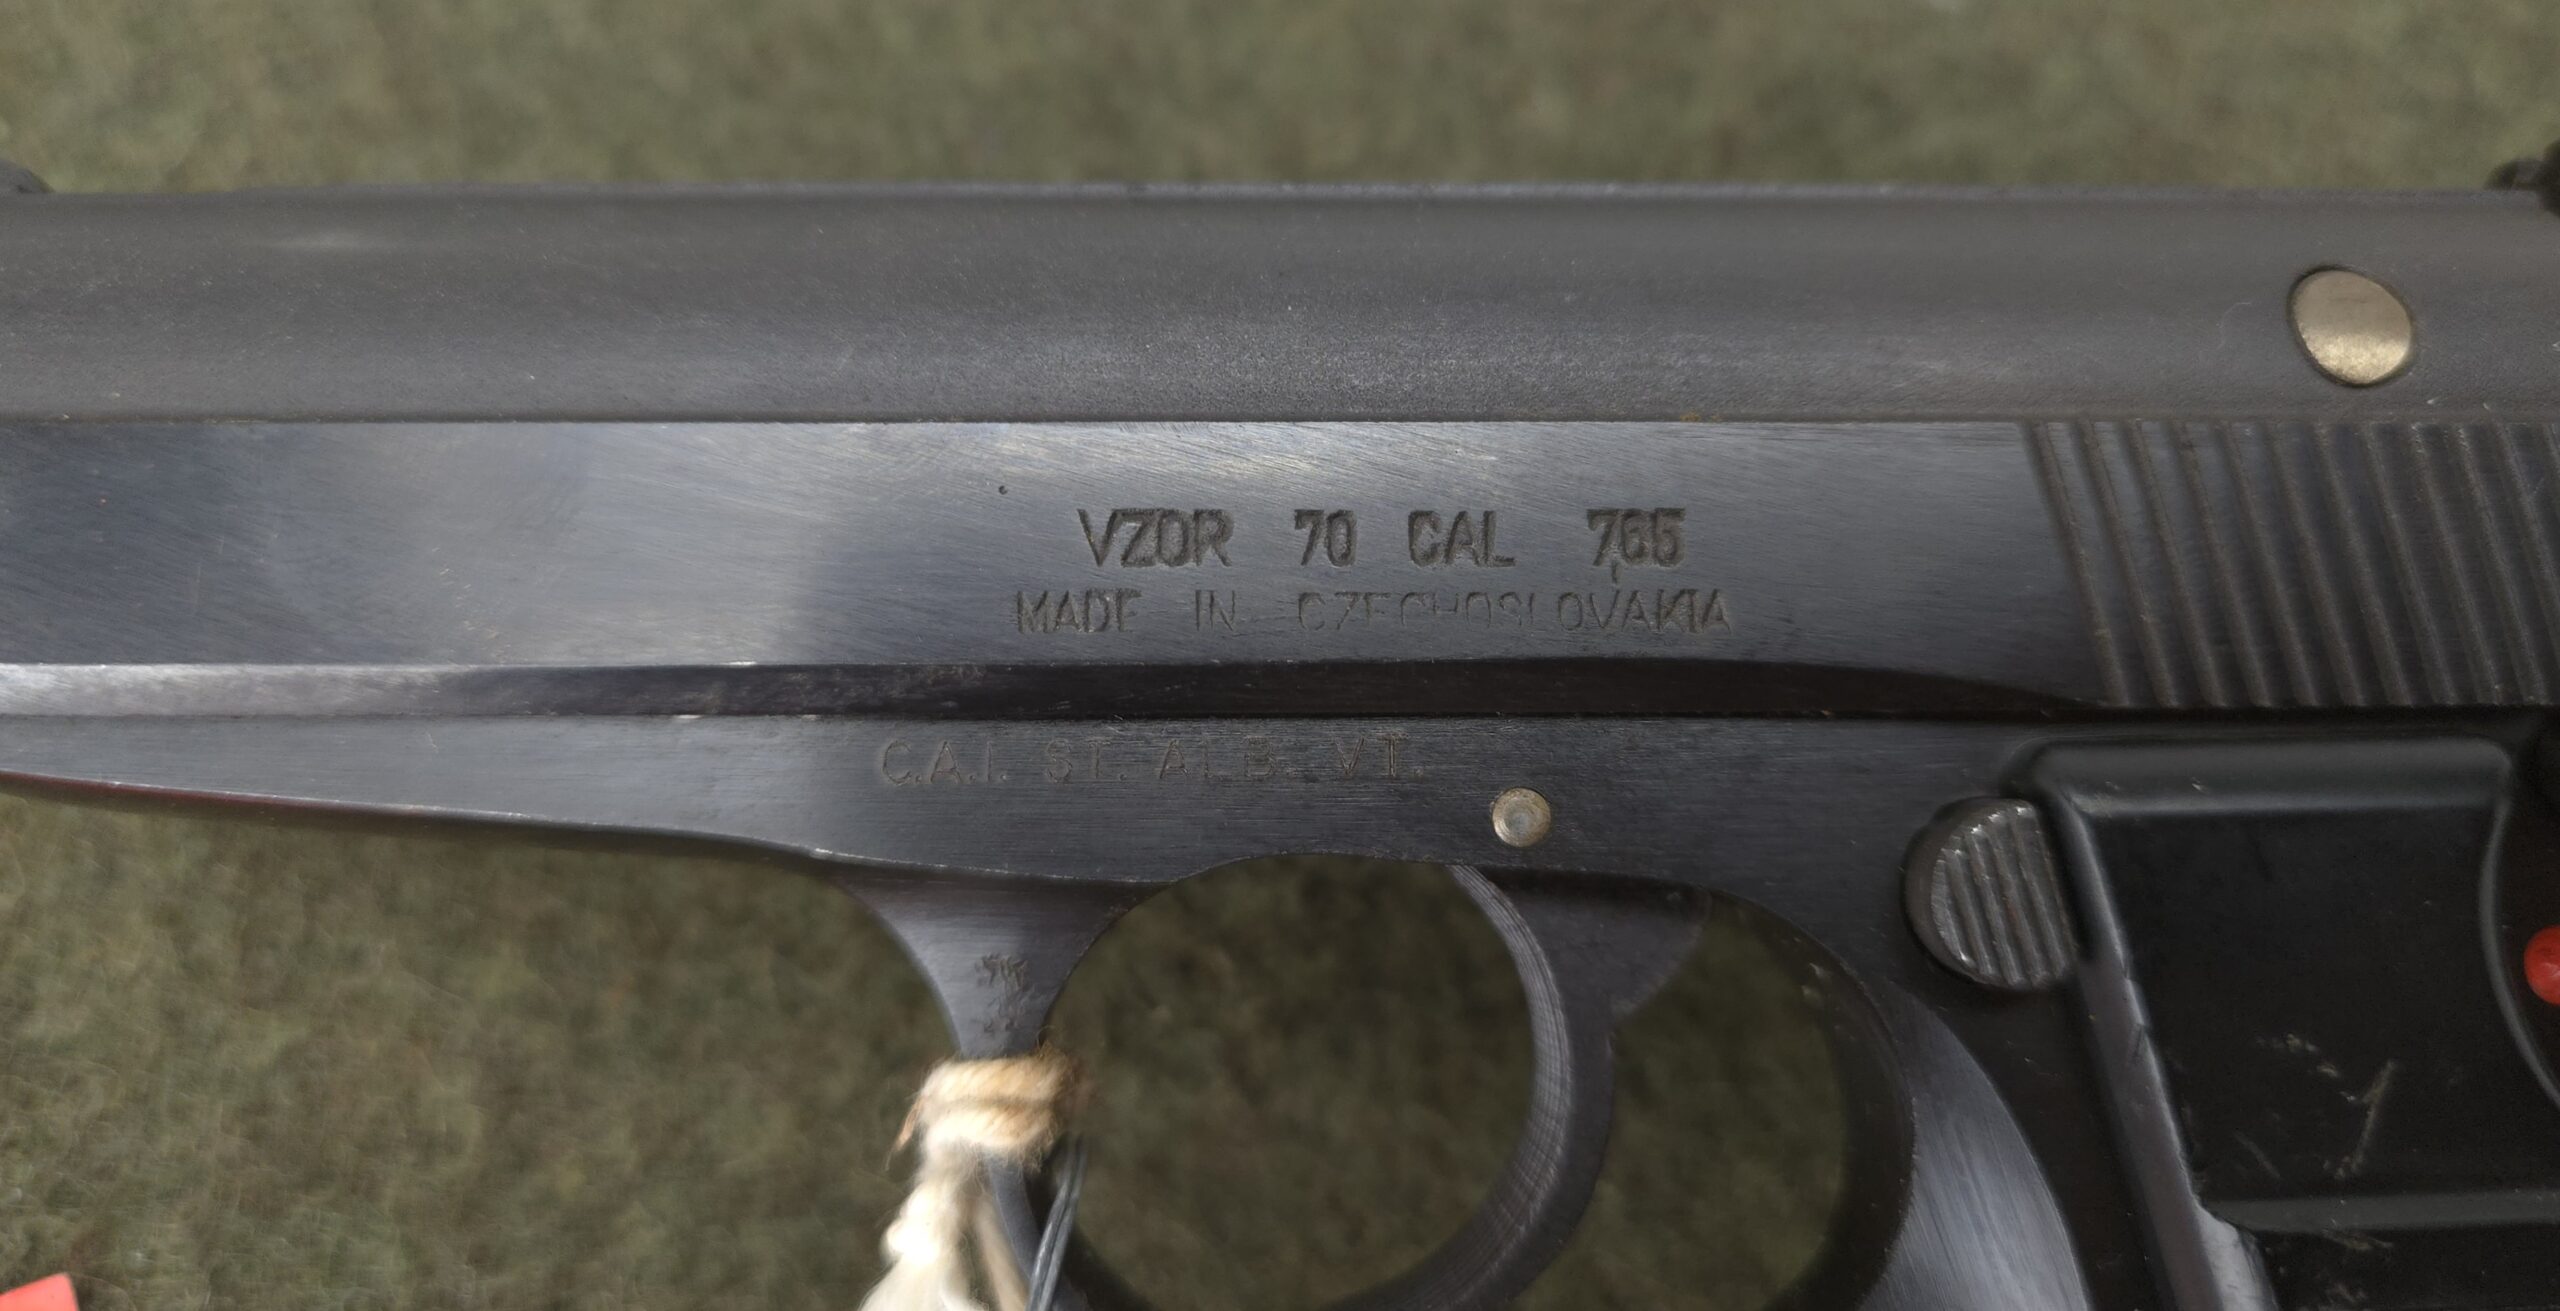 VZOR 70 CAL 7,65
MADE IN CZECHOSLOVAKIA
C.A.I. ST. ALB. VT.